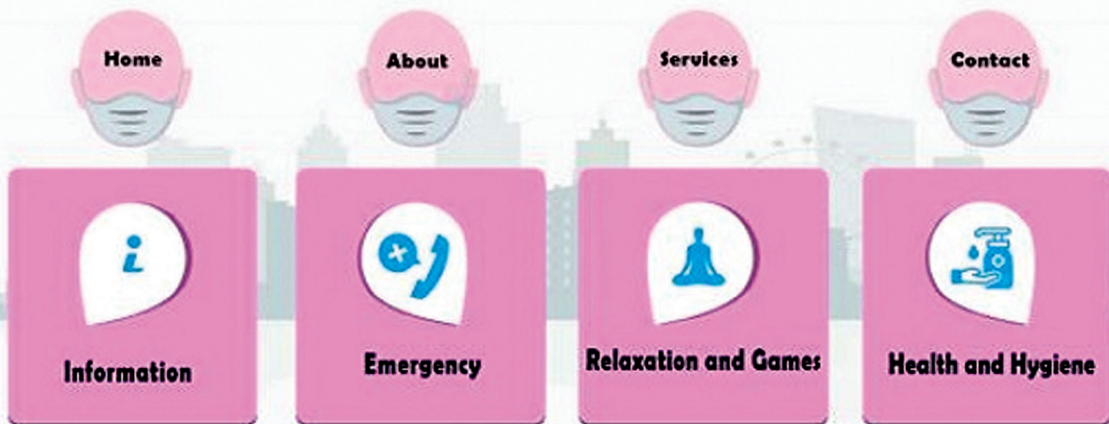 Home
About
Services
Contact
Information
Emergency
Relaxation and Games
Health and Hygiene